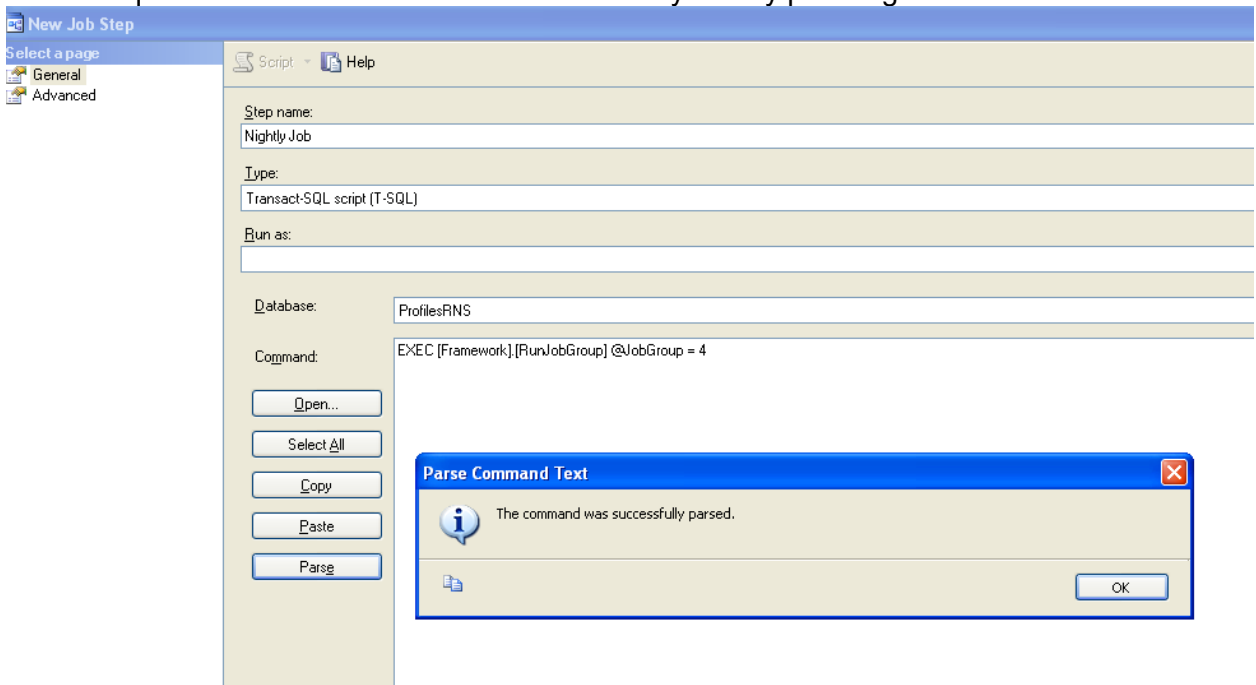 New Job Step
Select a page
General
Advanced
Script
Help
Step name:
Nightly Job
Type:
Transact-SQL script (T-SQL)
Run as:
Database:
ProfilesRNS
Command:
EXEC [Framework].[RunJobGroup] @JobGroup = 4
Open...
Select All
Copy
Paste
Parse
Parse Command Text
The command was successfully parsed.
OK